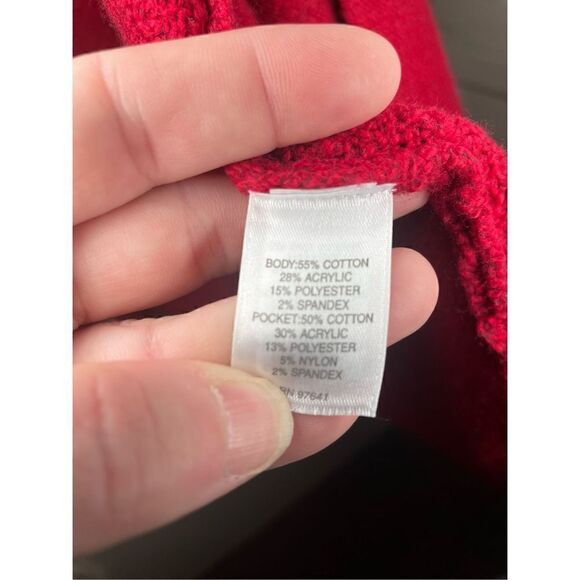 BODY:55% COTTON
28% ACRYLIC
15% POLYESTER
2% SPANDEX
POCKET:50% COTTON
30% ACRYLIC
13% POLYESTER
5% NYLON
2% SPANDEX
RN 97641